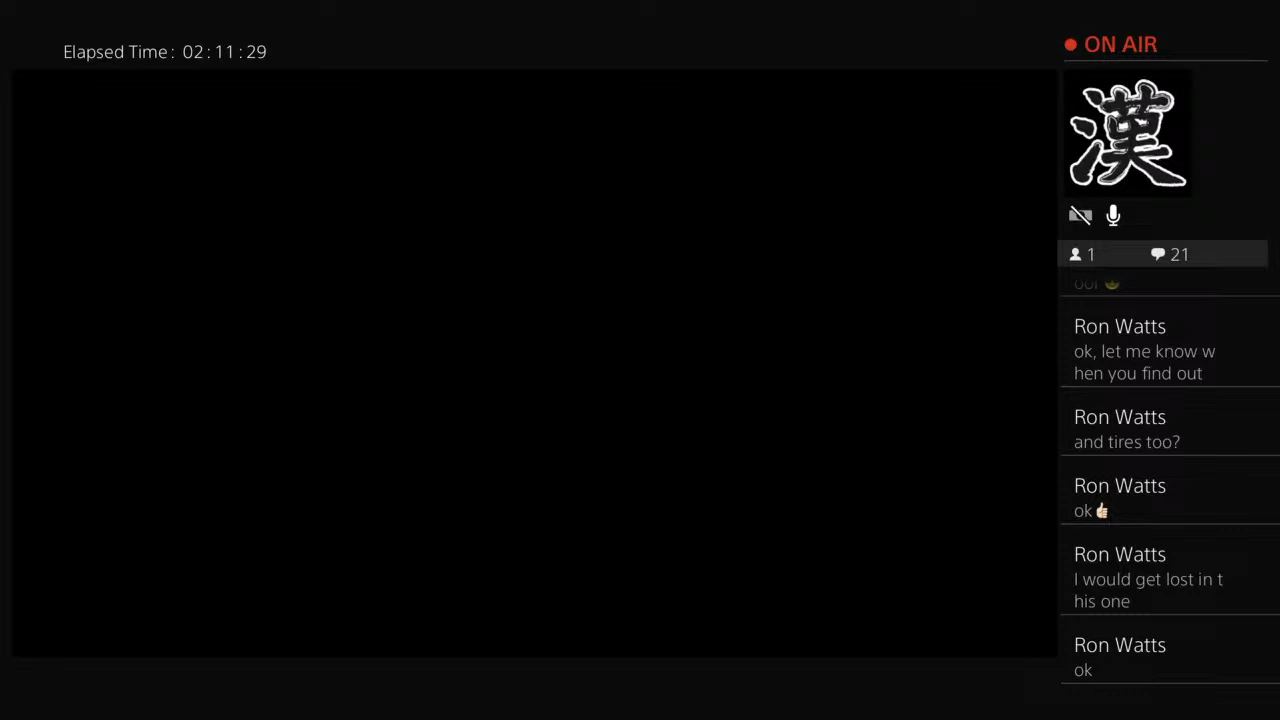 Elapsed Time: 02:11:29
ON AIR
漢
1 21
Ron Watts
ok, let me know w
hen you find out
Ron Watts
and tires too?
Ron Watts
ok👍🏻
Ron Watts
I would get lost in t
his one
Ron Watts
ok